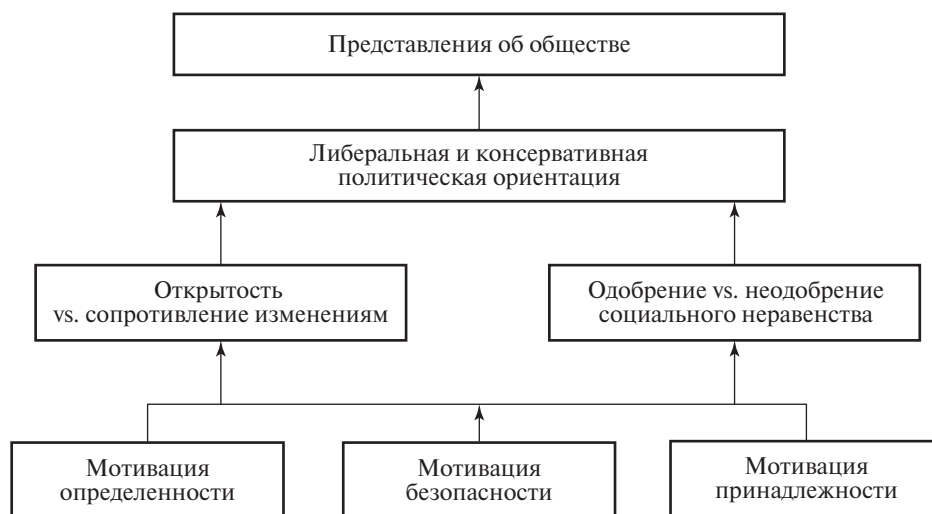 Представления об обществе
Либеральная и консервативная
политическая ориентация
Открытость
vs. сопротивление изменениям
Одобрение vs. неодобрение
социального неравенства
Мотивация
определенности
Мотивация
безопасности
Мотивация
принадлежности